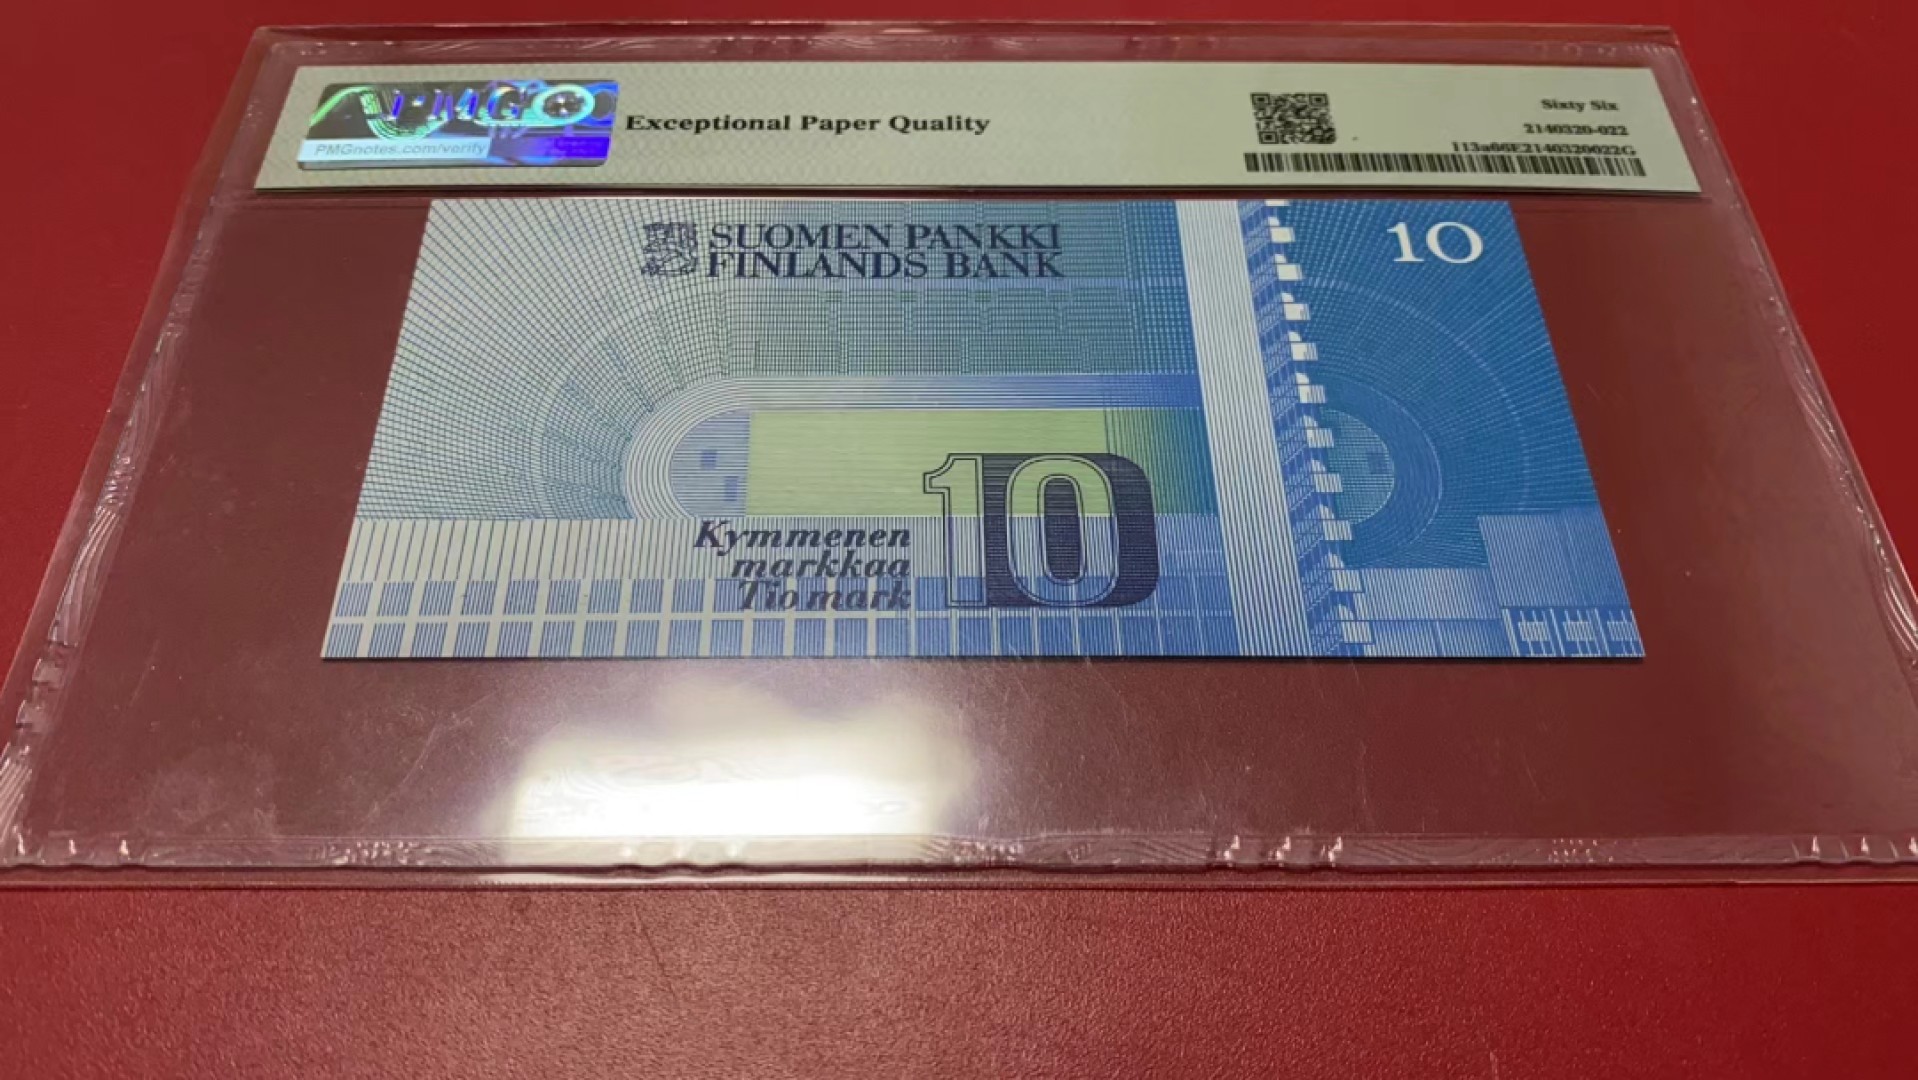 PMG
PMGnotes.com/verify
Exceptional Paper Quality
Sixty Six
2140320-022
113a66E2140320022G
SUOMEN PANKKI
FINLANDS BANK
10
10
Kymmenen
markkaa
Tio mark